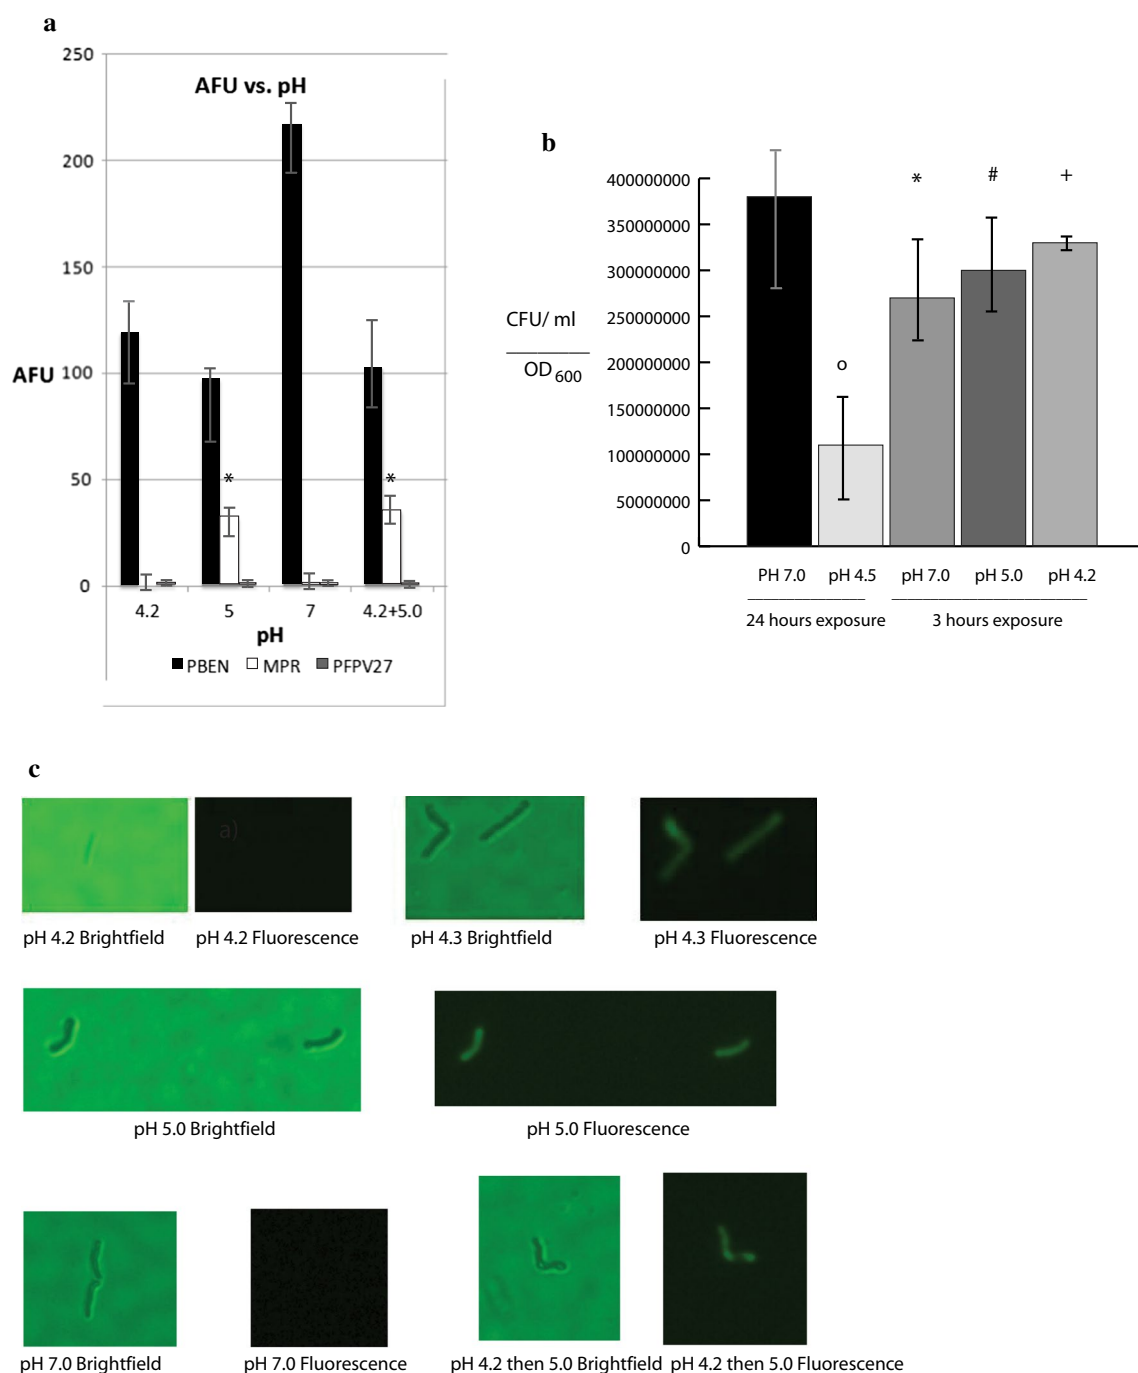 a
250
AFU vs. pH
200
150
AFU 100
50
* *
0
4.2 5 7 4.2+5.0
pH
PBEN MPR PFPV27
b
400000000
350000000
300000000
250000000
200000000
150000000
100000000
50000000
0
CFU/ ml
OD 600
o * # +
PH 7.0 pH 4.5 pH 7.0 pH 5.0 pH 4.2
24 hours exposure 3 hours exposure
c
a)
pH 4.2 Brightfield pH 4.2 Fluorescence pH 4.3 Brightfield pH 4.3 Fluorescence
pH 5.0 Brightfield pH 5.0 Fluorescence
pH 7.0 Brightfield pH 7.0 Fluorescence pH 4.2 then 5.0 Brightfield pH 4.2 then 5.0 Fluorescence